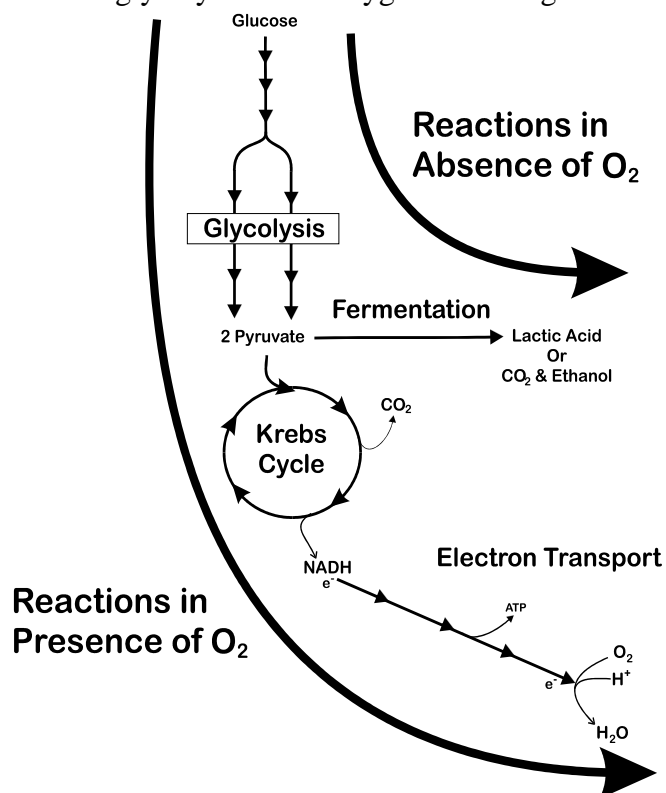 Glucose
Reactions in
Absence of O₂
Glycolysis
Fermentation
2 Pyruvate
Lactic Acid
Or
CO₂ & Ethanol
CO₂
Krebs
Cycle
NADH
e⁻
Electron Transport
Reactions in
Presence of O₂
ATP
O₂
e⁻
H⁺
H₂O